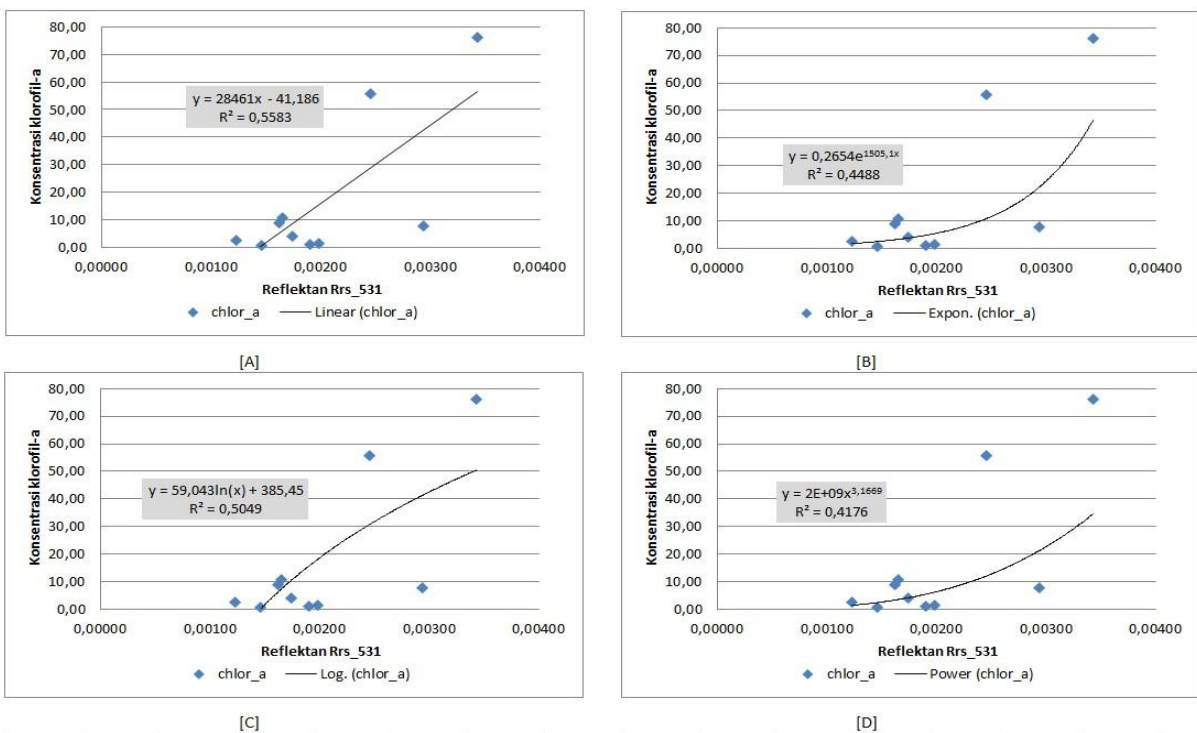 80,00
70,00
60,00
50,00
40,00
30,00
20,00
10,00
0,00
Konsentrasi klorofil-a
y = 28461x - 41,186
R² = 0,5583
0,00000 0,00100 0,00200 0,00300 0,00400
Reflektan Rrs_531
chlor_a Linear (chlor_a)
[A]
80,00
70,00
60,00
50,00
40,00
30,00
20,00
10,00
0,00
Konsentrasi klorofil-a
y = 0,2654e^1505,1x
R² = 0,4488
0,00000 0,00100 0,00200 0,00300 0,00400
Reflektan Rrs_531
chlor_a Expon. (chlor_a)
[B]
80,00
70,00
60,00
50,00
40,00
30,00
20,00
10,00
0,00
Konsentrasi klorofil-a
y = 59,043ln(x) + 385,45
R² = 0,5049
0,00000 0,00100 0,00200 0,00300 0,00400
Reflektan Rrs_531
chlor_a Log. (chlor_a)
[C]
80,00
70,00
60,00
50,00
40,00
30,00
20,00
10,00
0,00
Konsentrasi klorofil-a
y = 2E+09x^3,1669
R² = 0,4176
0,00000 0,00100 0,00200 0,00300 0,00400
Reflektan Rrs_531
chlor_a Power (chlor_a)
[D]